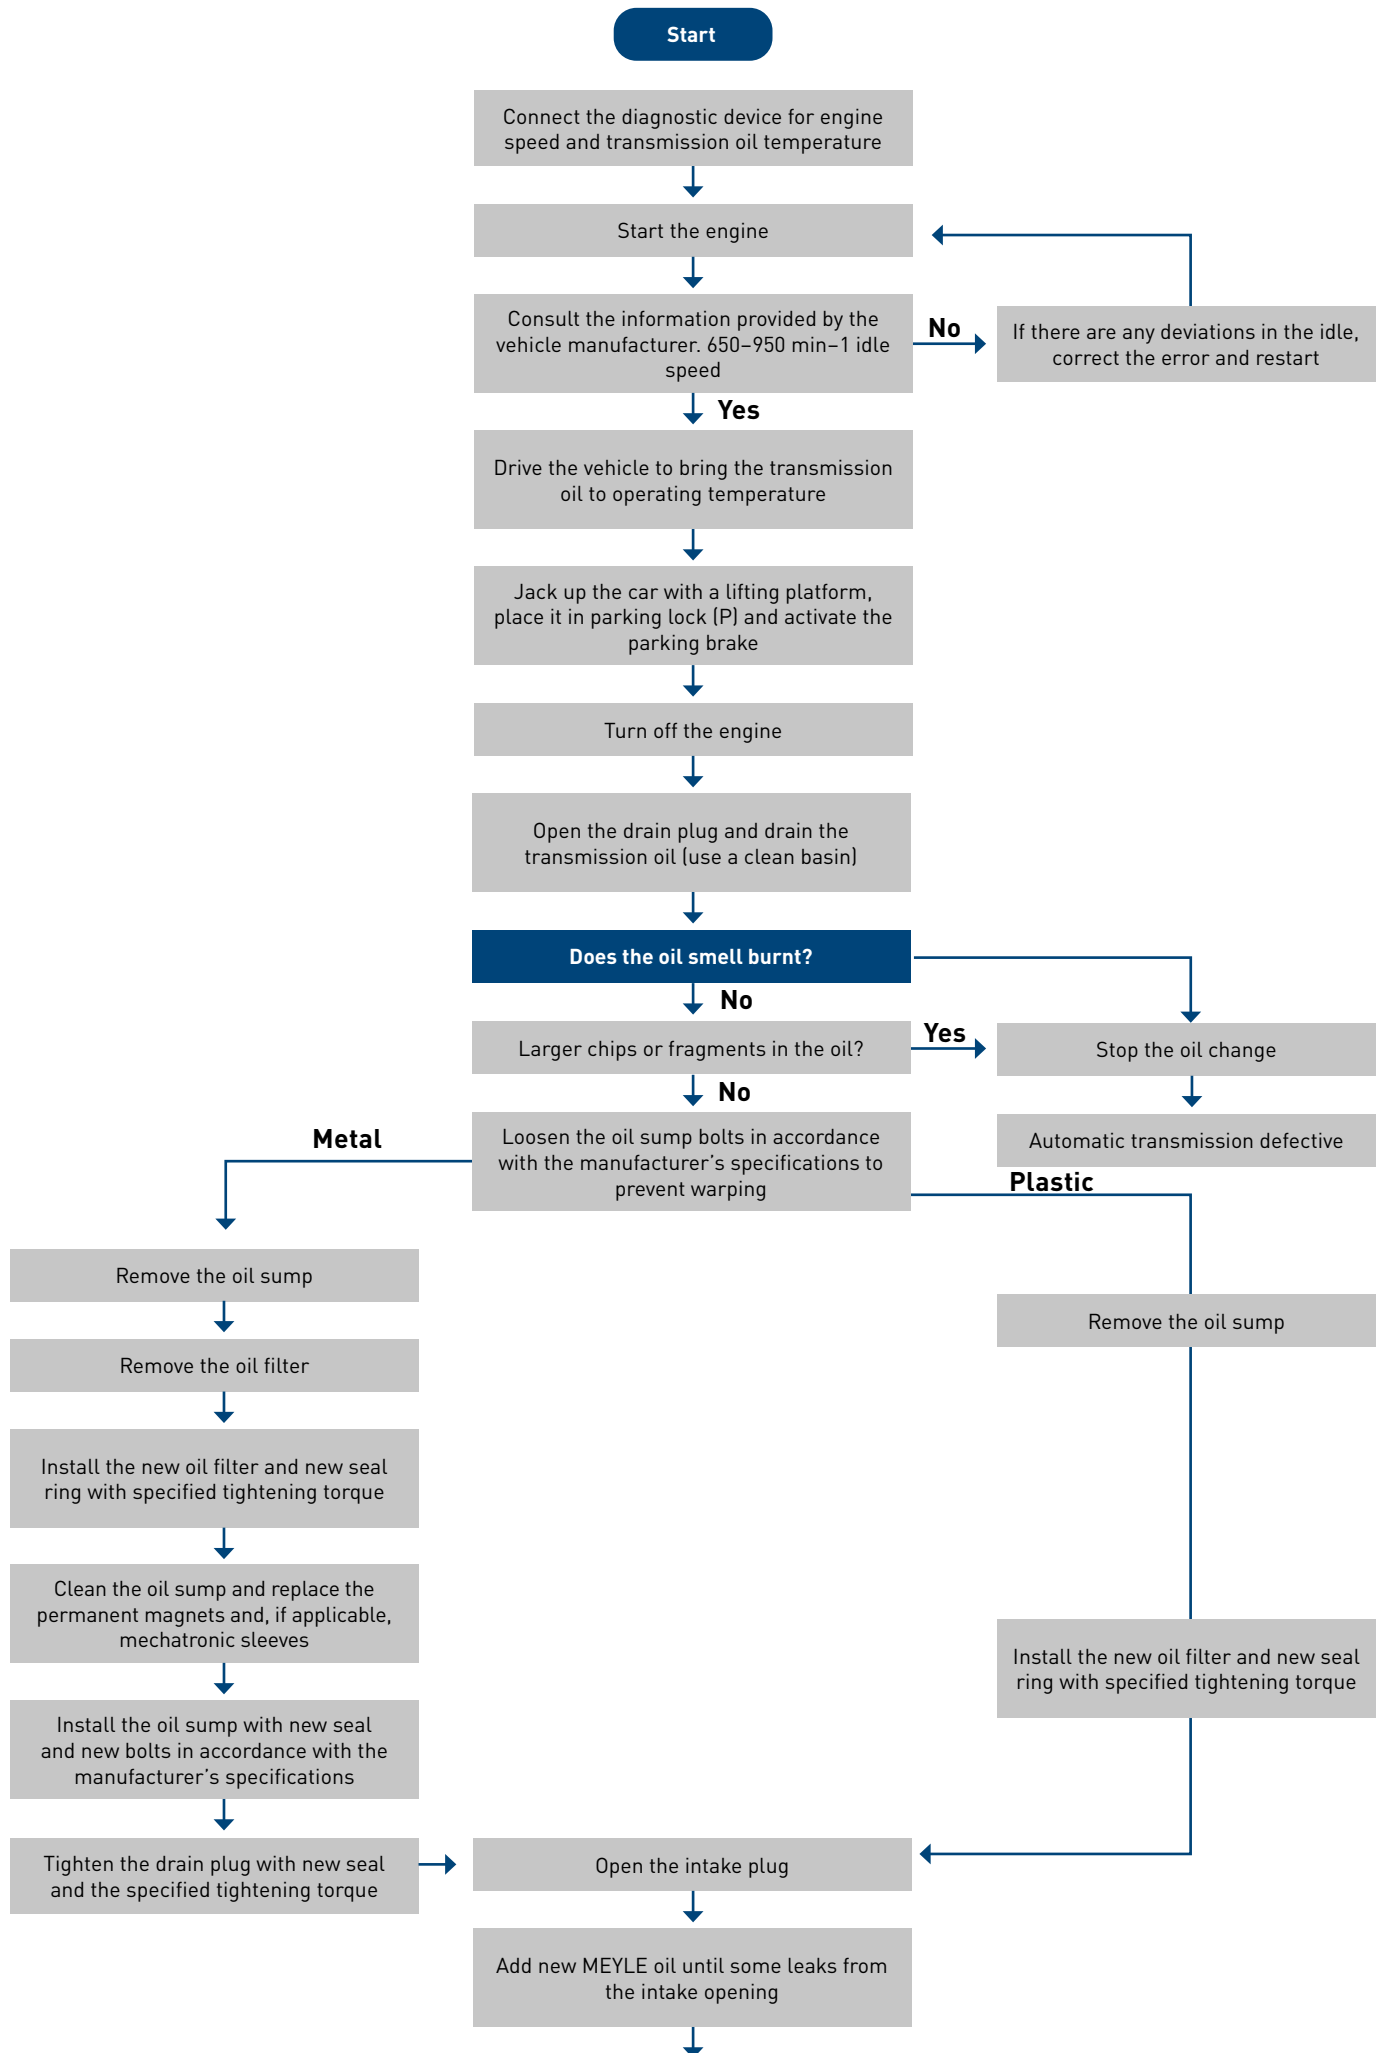 Start
Connect the diagnostic device for engine
speed and transmission oil temperature
Start the engine
Consult the information provided by the
vehicle manufacturer. 650–950 min–1 idle
speed
No
If there are any deviations in the idle,
correct the error and restart
Yes
Drive the vehicle to bring the transmission
oil to operating temperature
Jack up the car with a lifting platform,
place it in parking lock (P) and activate the
parking brake
Turn off the engine
Open the drain plug and drain the
transmission oil (use a clean basin)
Does the oil smell burnt?
No
Larger chips or fragments in the oil?
Yes
Stop the oil change
No
Automatic transmission defective
Loosen the oil sump bolts in accordance
with the manufacturer’s specifications to
prevent warping
Metal
Plastic
Remove the oil sump
Remove the oil filter
Install the new oil filter and new seal
ring with specified tightening torque
Clean the oil sump and replace the
permanent magnets and, if applicable,
mechatronic sleeves
Install the oil sump with new seal
and new bolts in accordance with the
manufacturer’s specifications
Tighten the drain plug with new seal
and the specified tightening torque
Remove the oil sump
Install the new oil filter and new seal
ring with specified tightening torque
Open the intake plug
Add new MEYLE oil until some leaks from
the intake opening